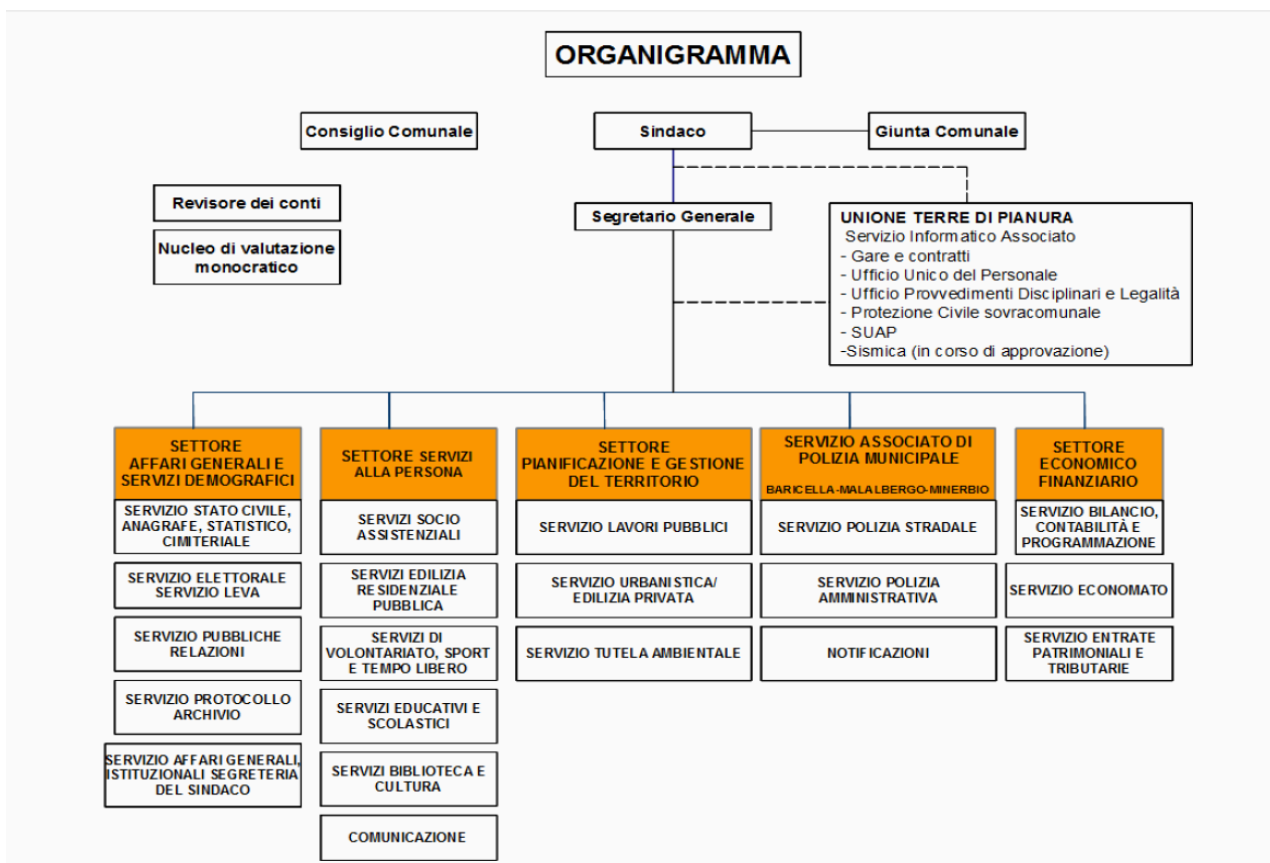 ORGANIGRAMMA
Consiglio Comunale
Sindaco
Giunta Comunale
Revisore dei conti
Nucleo di valutazione
monocratico
Segretario Generale
UNIONE TERRE DI PIANURA
Servizio Informatico Associato
- Gare e contratti
- Ufficio Unico del Personale
- Ufficio Provvedimenti Disciplinari e Legalità
- Protezione Civile sovracomunale
- SUAP
-Sismica (in corso di approvazione)
SETTORE
AFFARI GENERALI E
SERVIZI DEMOGRAFICI
SERVIZIO STATO CIVILE,
ANAGRAFE, STATISTICO,
CIMITERIALE
SERVIZIO ELETTORALE
SERVIZIO LEVA
SERVIZIO PUBBLICHE
RELAZIONI
SERVIZIO PROTOCOLLO
ARCHIVIO
SERVIZIO AFFARI GENERALI,
ISTITUZIONALI SEGRETERIA
DEL SINDACO
SETTORE SERVIZI
ALLA PERSONA
SERVIZI SOCIO
ASSISTENZIALI
SERVIZI EDILIZIA
RESIDENZIALE
PUBBLICA
SERVIZI DI
VOLONTARIATO, SPORT
E TEMPO LIBERO
SERVIZI EDUCATIVI E
SCOLASTICI
SERVIZI BIBLIOTECA E
CULTURA
COMUNICAZIONE
SETTORE
PIANIFICAZIONE E GESTIONE
DEL TERRITORIO
SERVIZIO LAVORI PUBBLICI
SERVIZIO URBANISTICA/
EDILIZIA PRIVATA
SERVIZIO TUTELA AMBIENTALE
SERVIZIO ASSOCIATO DI
POLIZIA MUNICIPALE
BARICELLA-MALALBERGO-MINERBIO
SERVIZIO POLIZIA STRADALE
SERVIZIO POLIZIA
AMMINISTRATIVA
NOTIFICAZIONI
SETTORE
ECONOMICO
FINANZIARIO
SERVIZIO BILANCIO,
CONTABILITÀ E
PROGRAMMAZIONE
SERVIZIO ECONOMATO
SERVIZIO ENTRATE
PATRIMONIALI E
TRIBUTARIE